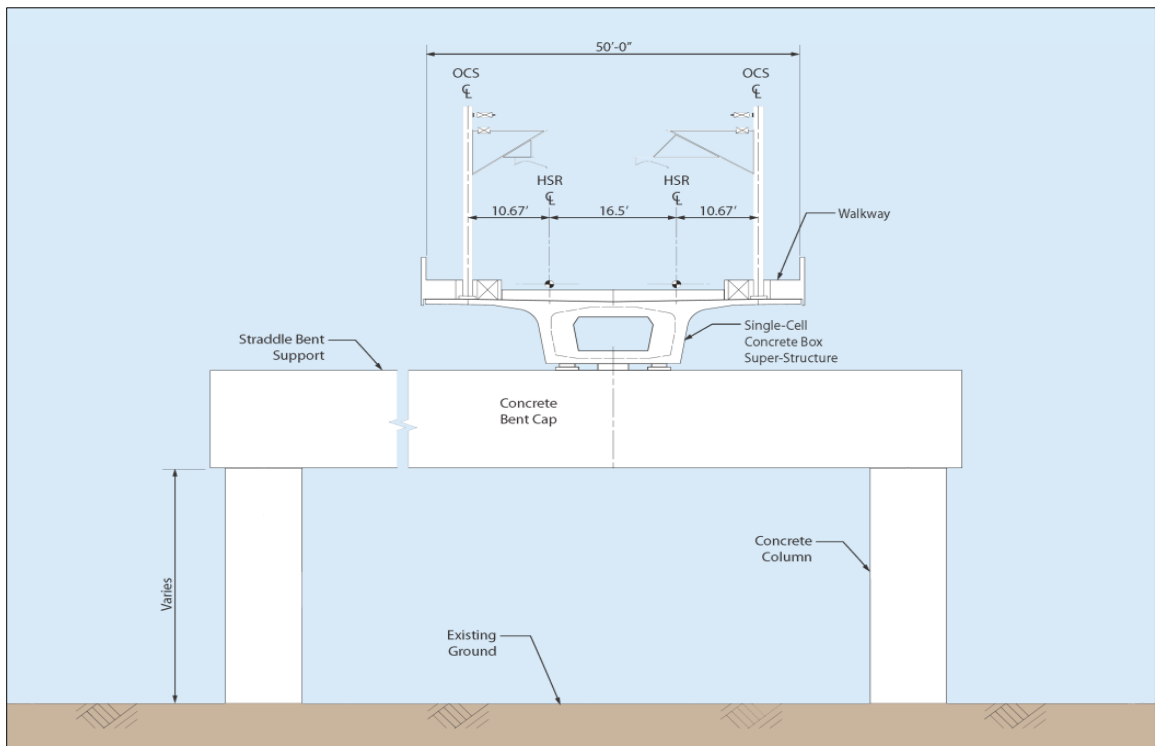 50'-0"
OCS
℄
OCS
℄
HSR
℄
HSR
℄
10.67'
16.5'
10.67'
Walkway
Single-Cell
Concrete Box
Super-Structure
Straddle Bent
Support
Concrete
Bent Cap
Varies
Concrete
Column
Existing
Ground